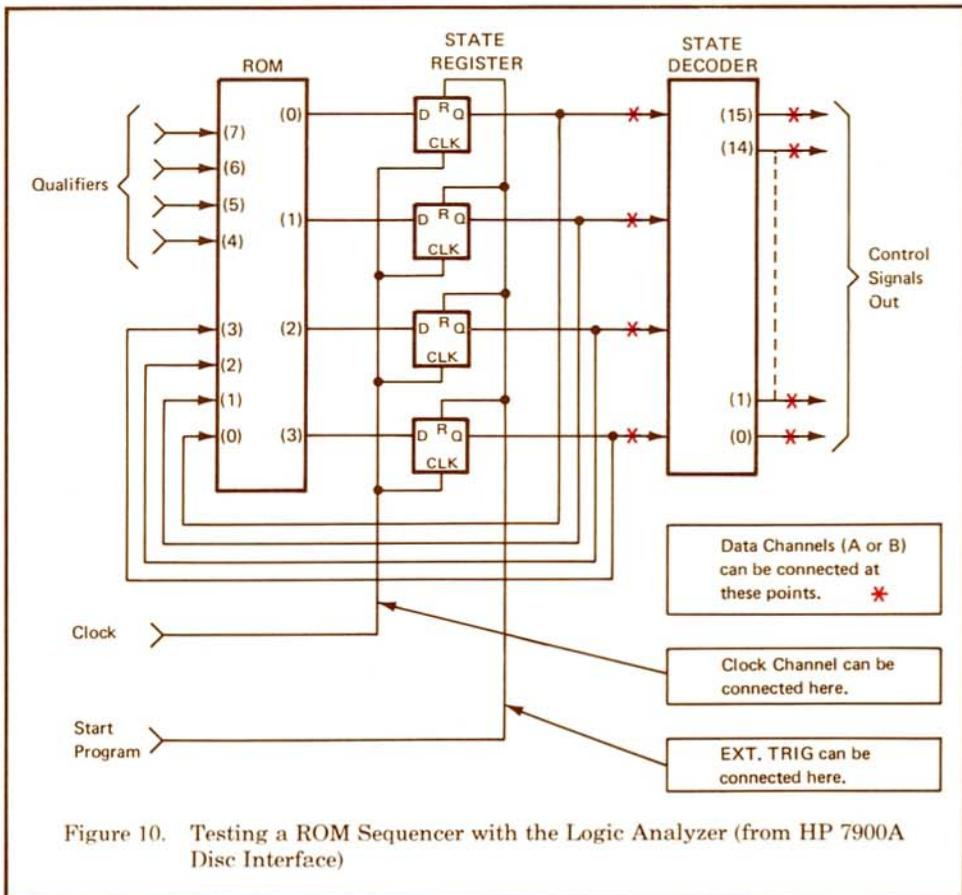 STATE
REGISTER
STATE
DECODER
ROM
Qualifiers
(7)
(6)
(5)
(4)
(3)
(2)
(1)
(0)
(0)
(1)
(2)
(3)
D R Q
CLK
D R Q
CLK
D R Q
CLK
D R Q
CLK
(15)
(14)
(1)
(0)
Control
Signals
Out
Data Channels (A or B)
can be connected at
these points. *
Clock
Clock Channel can be
connected here.
Start
Program
EXT. TRIG can be
connected here.
Figure 10. Testing a ROM Sequencer with the Logic Analyzer (from HP 7900A
Disc Interface)